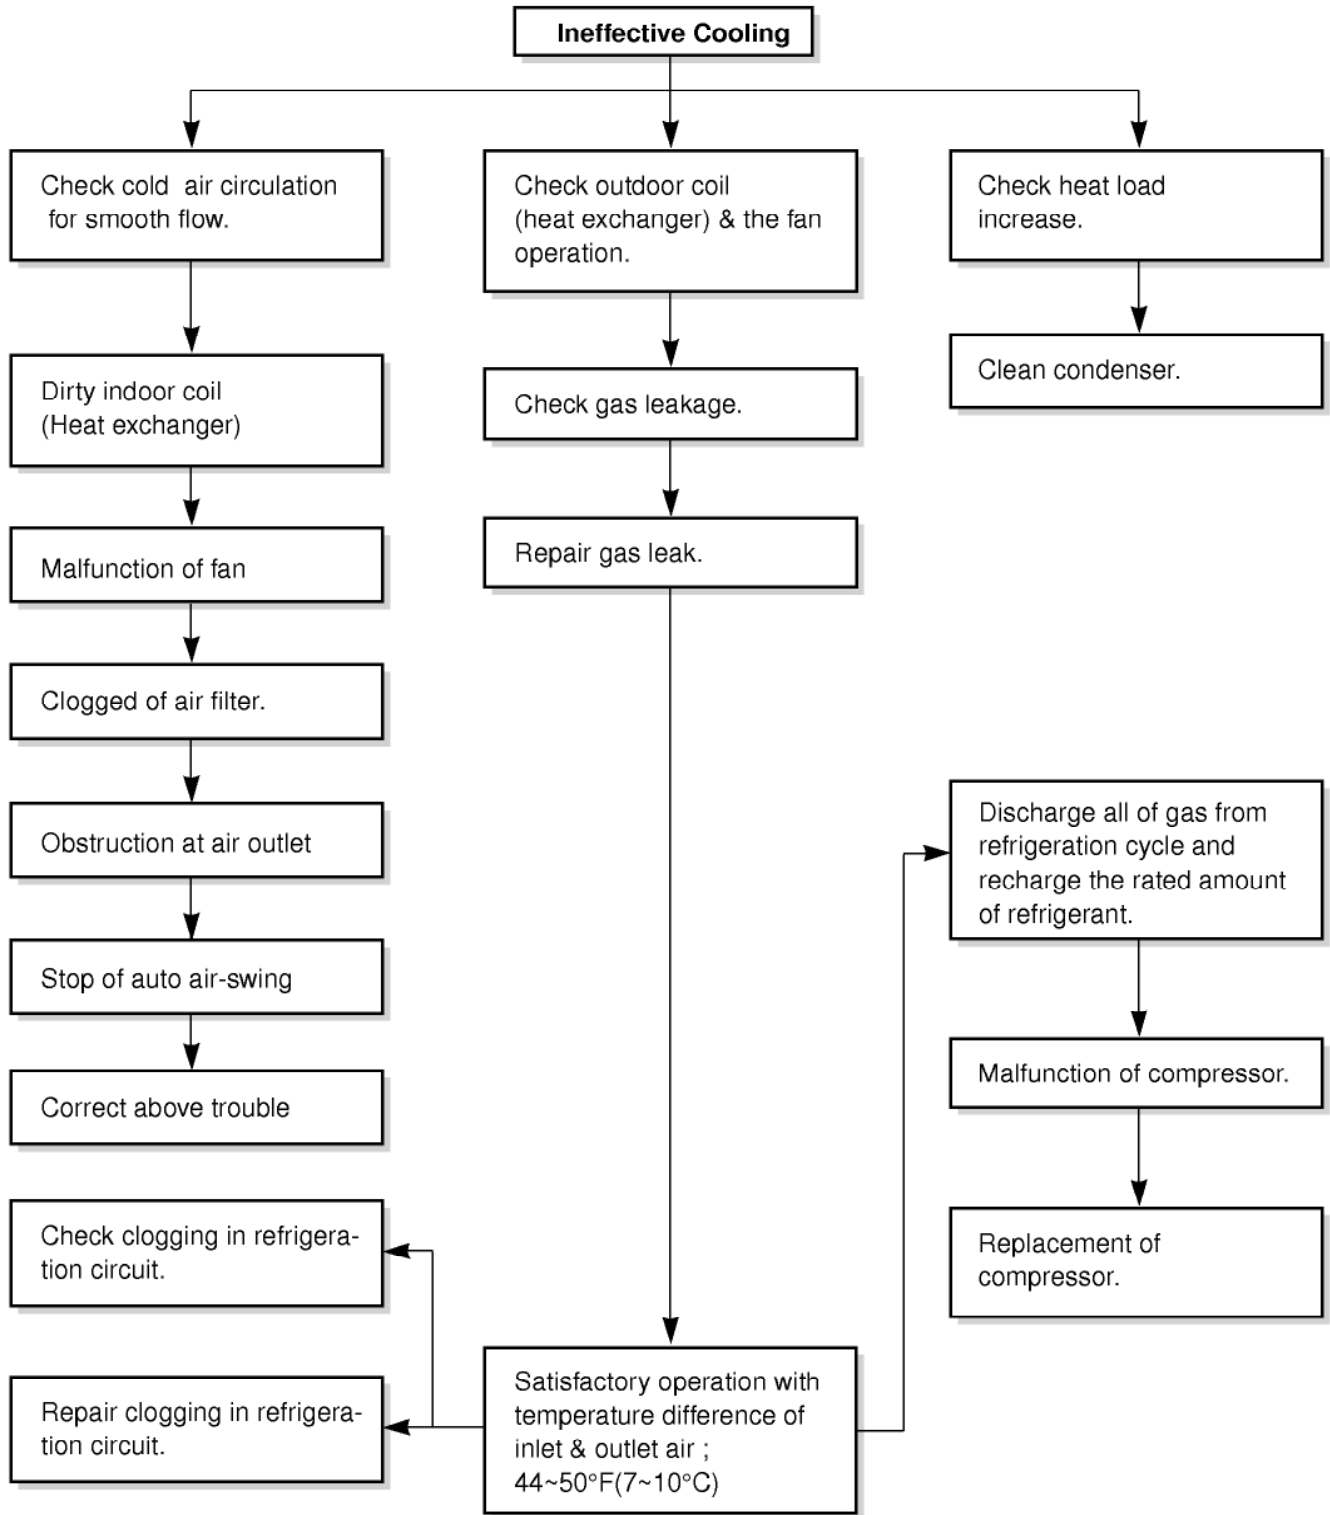 Ineffective Cooling
Check cold air circulation
for smooth flow.
Dirty indoor coil
(Heat exchanger)
Malfunction of fan
Clogged of air filter.
Obstruction at air outlet
Stop of auto air-swing
Correct above trouble
Check outdoor coil
(heat exchanger) & the fan
operation.
Check gas leakage.
Repair gas leak.
Check heat load
increase.
Clean condenser.
Satisfactory operation with
temperature difference of
inlet & outlet air ;
44~50°F(7~10°C)
Check clogging in refrigera-
tion circuit.
Repair clogging in refrigera-
tion circuit.
Discharge all of gas from
refrigeration cycle and
recharge the rated amount
of refrigerant.
Malfunction of compressor.
Replacement of
compressor.